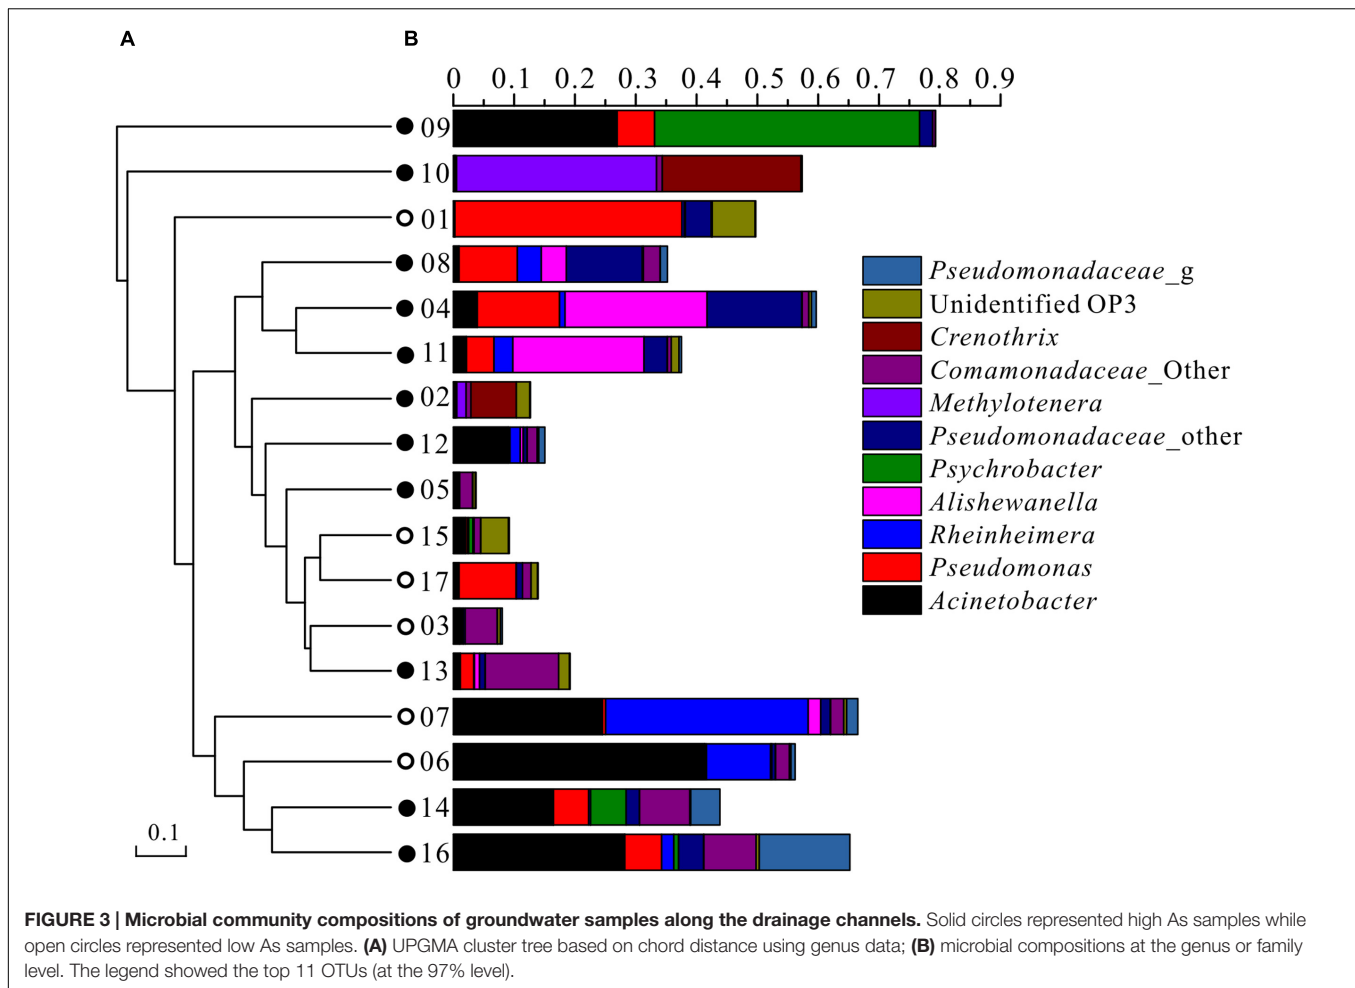 A B
0 0.1 0.2 0.3 0.4 0.5 0.6 0.7 0.8 0.9
09
10
01
08
04
11
02
12
05
15
17
03
13
07
06
14
16
Pseudomonadaceae_g
Unidentified OP3
Crenothrix
Comamonadaceae_Other
Methylotenera
Pseudomonadaceae_other
Psychrobacter
Alishewanella
Rheinheimera
Pseudomonas
Acinetobacter
0.1
FIGURE 3 | Microbial community compositions of groundwater samples along the drainage channels. Solid circles represented high As samples while
open circles represented low As samples. (A) UPGMA cluster tree based on chord distance using genus data; (B) microbial compositions at the genus or family
level. The legend showed the top 11 OTUs (at the 97% level).